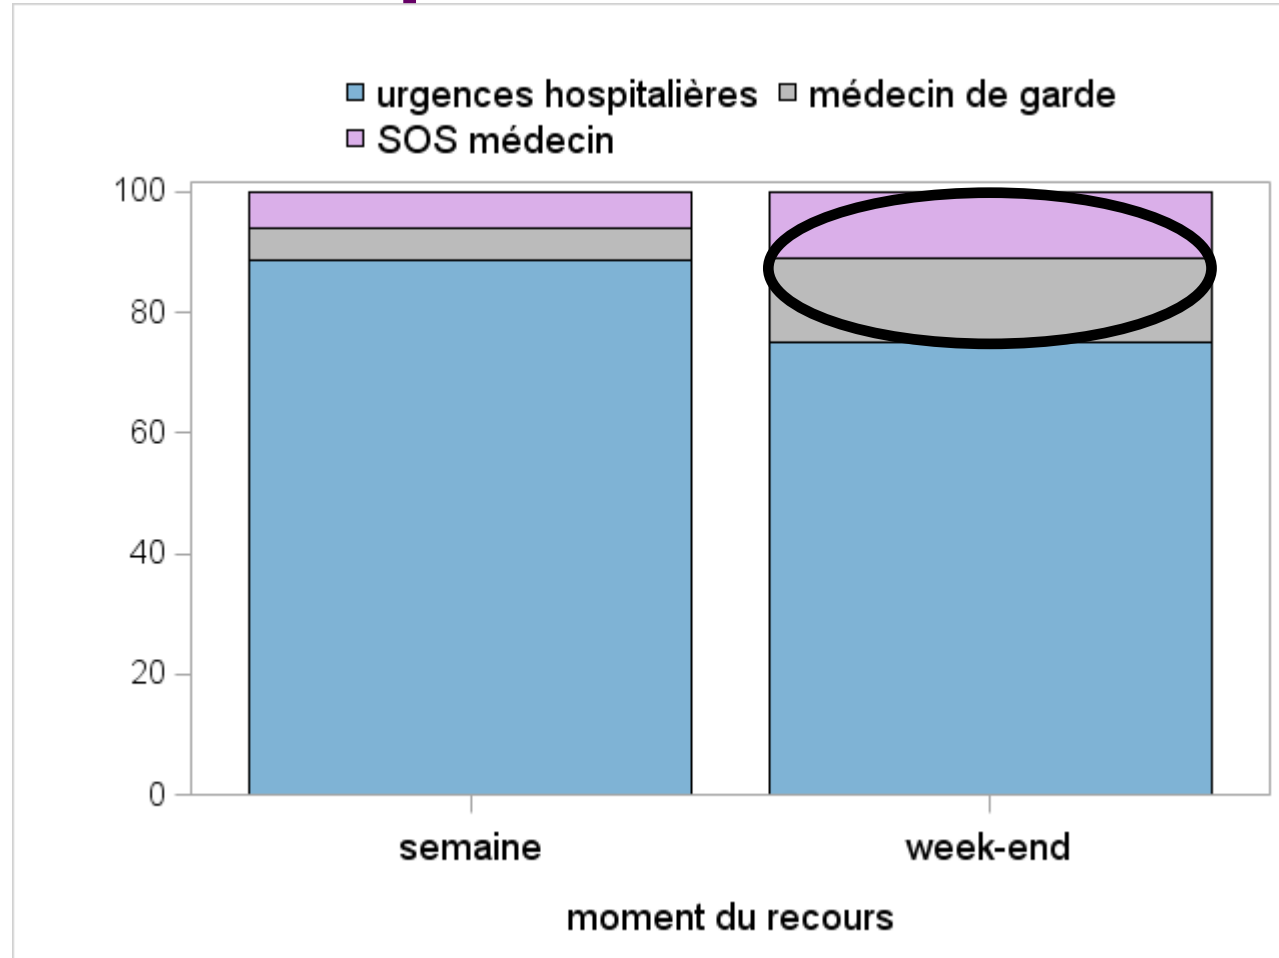 urgences hospitalières médecin de garde
SOS médecin
100
80
60
40
20
0
semaine week-end
moment du recours